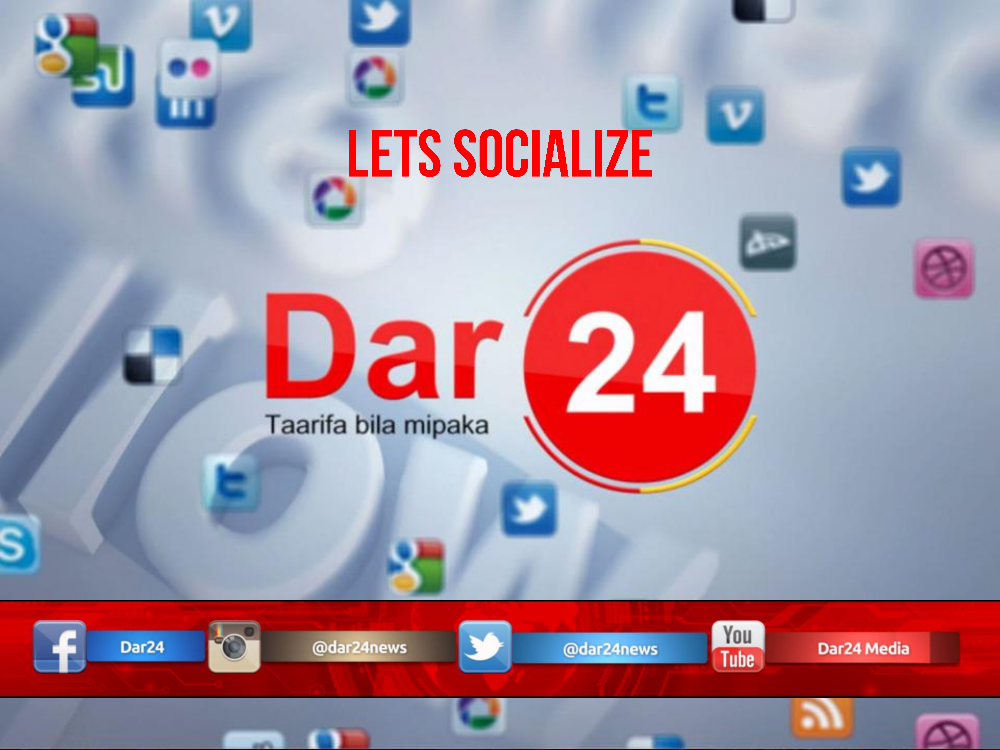 LETS SOCIALIZE
Dar 24
Taarifa bila mipaka
Dar24
@dar24news
@dar24news
You
Tube
Dar24 Media